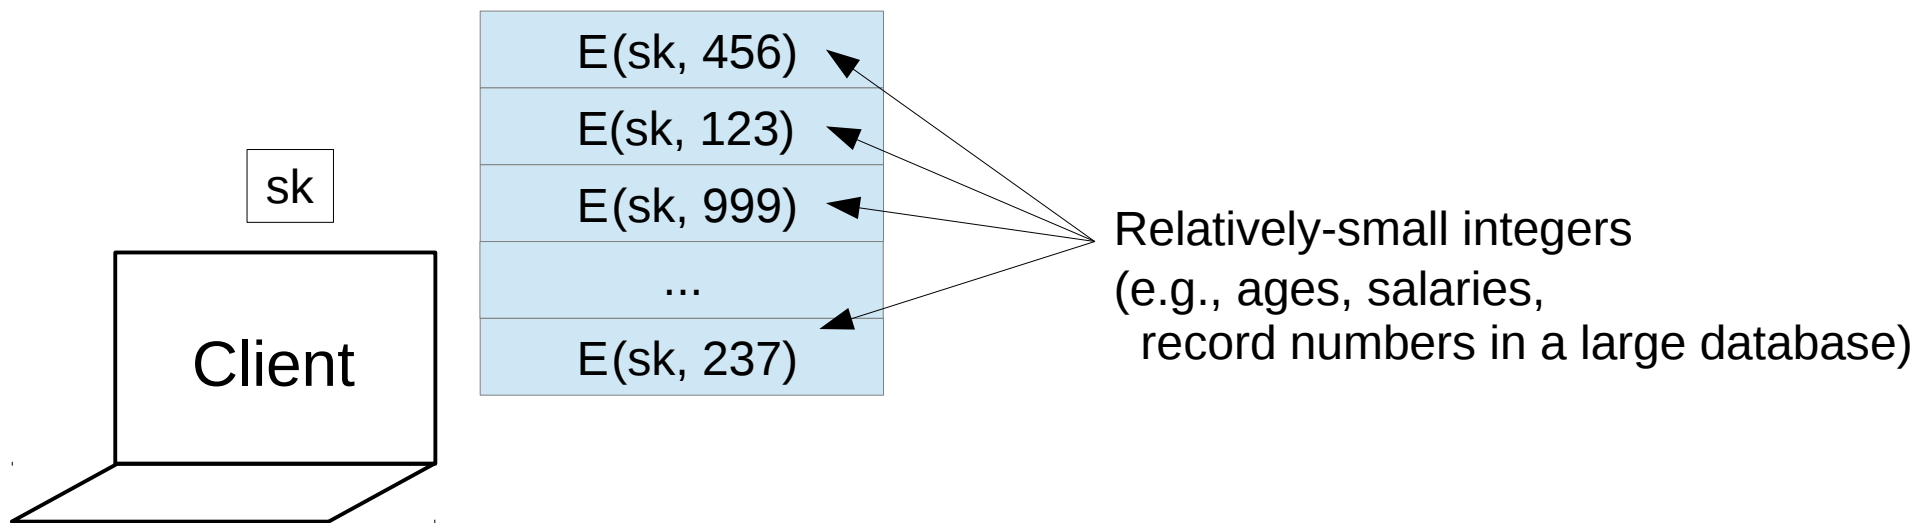 sk
Client
E(sk, 456)
E(sk, 123)
E(sk, 999)
...
E(sk, 237)
Relatively-small integers
(e.g., ages, salaries,
record numbers in a large database)